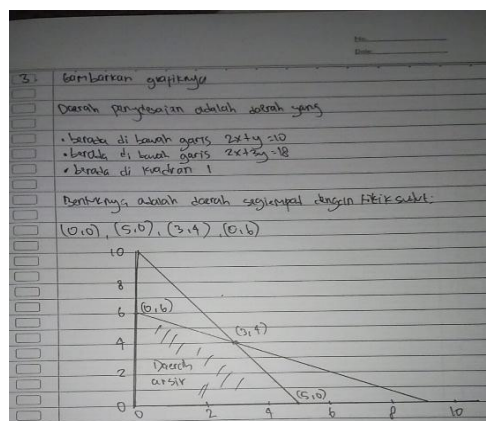 No:
Date:
3. Gambarkan grafiknya
Daerah penyelesaian adalah daerah yang
• berada di bawah garis 2x+y=10
• berada di bawah garis 2x+3y=18
• berada di kuadran 1
Bentuknya adalah daerah segiempat dengan titik sudut:
(0,0), (5,0), (3,4), (0,6)
10
8
6 (0,6)
(3,4)
4
Daerah
2 arsir
(5,0)
0
0 2 4 6 8 10